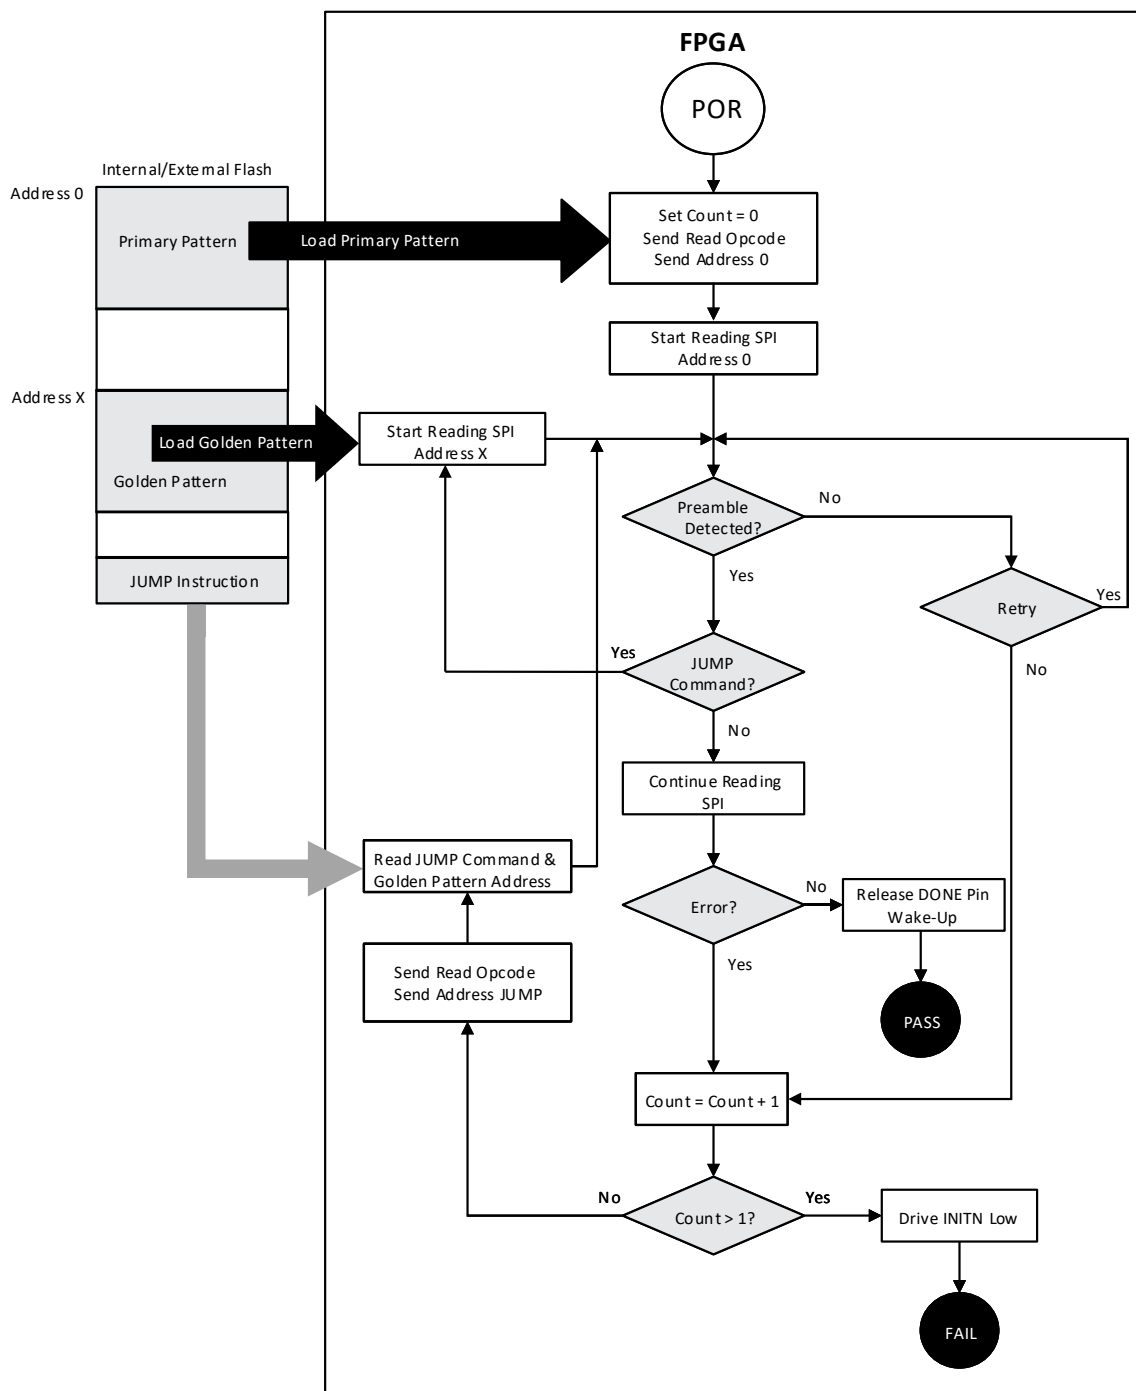 FPGA
POR
Internal/External Flash
Address 0
Primary Pattern
Load Primary Pattern
Set Count = 0
Send Read Opcode
Send Address 0
Start Reading SPI
Address 0
Address X
Load Golden Pattern
Golden Pattern
Start Reading SPI
Address X
Preamble
Detected?
No
Yes
JUMP Instruction
Retry
Yes
No
Yes
JUMP
Command?
No
Continue Reading
SPI
Read JUMP Command &
Golden Pattern Address
Error?
No
Release DONE Pin
Wake-Up
Yes
Send Read Opcode
Send Address JUMP
PASS
Count = Count + 1
No
Count > 1?
Yes
Drive INITN Low
FAIL